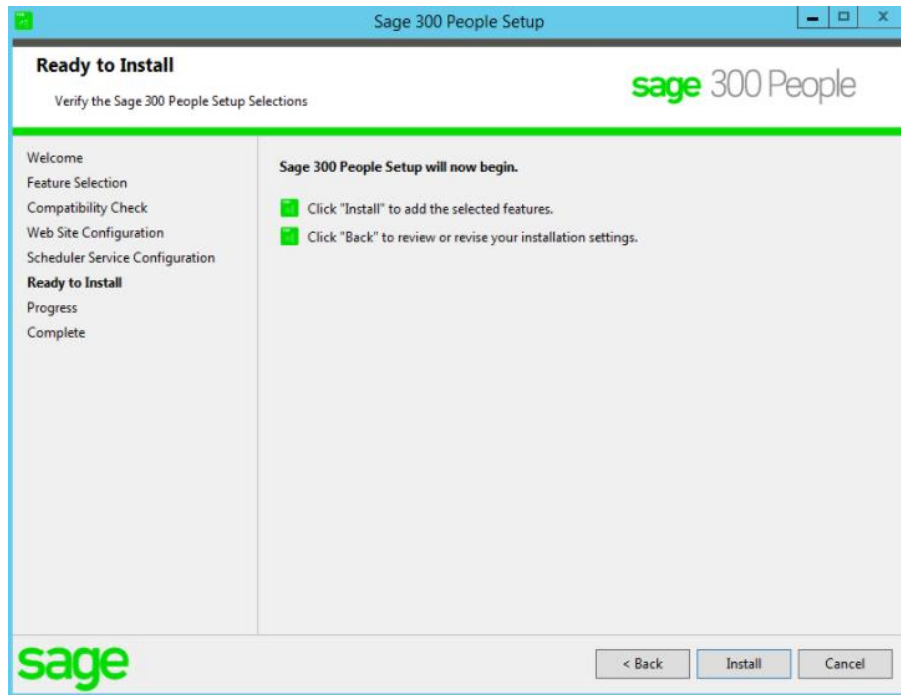 Sage 300 People Setup
Ready to Install
Verify the Sage 300 People Setup Selections
sage 300 People
Welcome
Feature Selection
Compatibility Check
Web Site Configuration
Scheduler Service Configuration
Ready to Install
Progress
Complete
Sage 300 People Setup will now begin.
Click "Install" to add the selected features.
Click "Back" to review or revise your installation settings.
sage
< Back Install Cancel